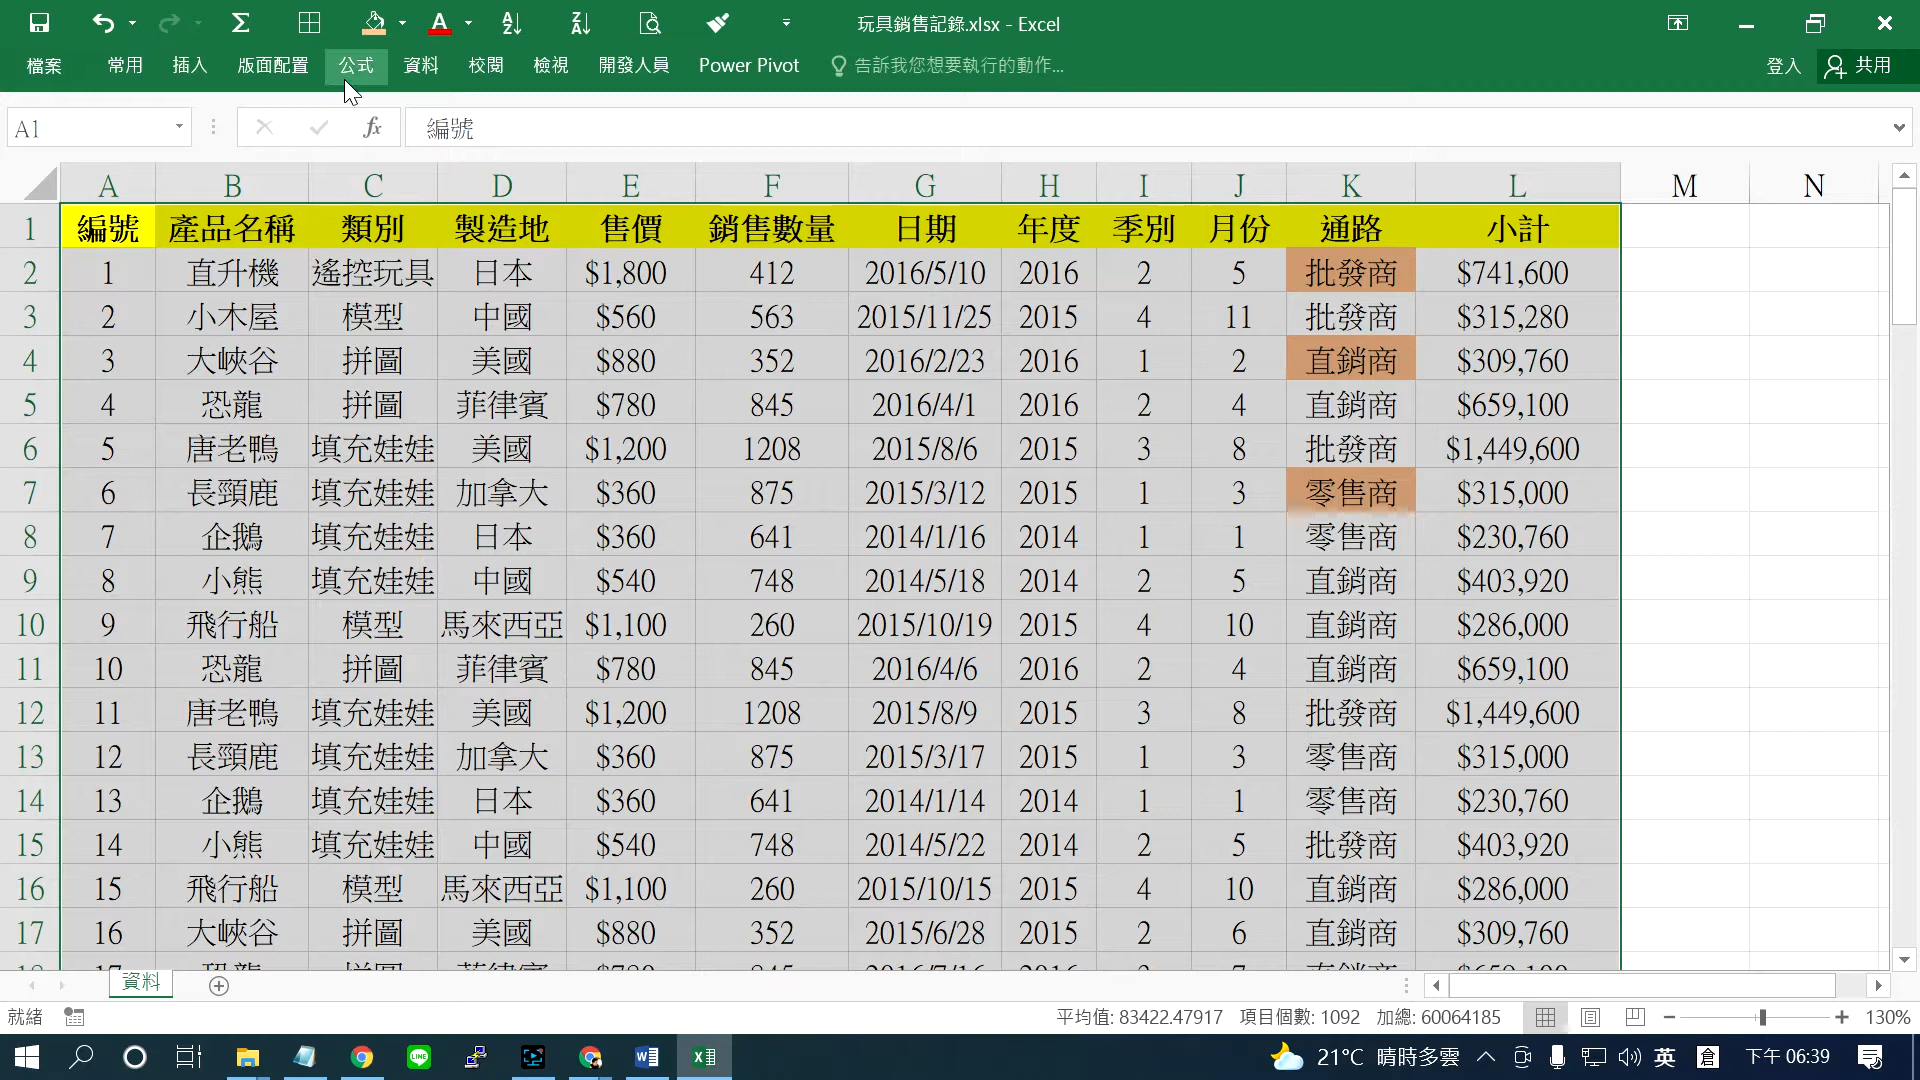 玩具銷售記錄.xlsx - Excel
檔案 常用 插入 版面配置 公式 資料 校閱 檢視 開發人員 Power Pivot 告訴我您想要執行的動作... 登入 共用
A1 fx 編號
A B C D E F G H I J K L M N
1 編號 產品名稱 類別 製造地 售價 銷售數量 日期 年度 季別 月份 通路 小計
2 1 直升機 遙控玩具 日本 $1,800 412 2016/5/10 2016 2 5 批發商 $741,600
3 2 小木屋 模型 中國 $560 563 2015/11/25 2015 4 11 批發商 $315,280
4 3 大峽谷 拼圖 美國 $880 352 2016/2/23 2016 1 2 直銷商 $309,760
5 4 恐龍 拼圖 菲律賓 $780 845 2016/4/1 2016 2 4 直銷商 $659,100
6 5 唐老鴨 填充娃娃 美國 $1,200 1208 2015/8/6 2015 3 8 批發商 $1,449,600
7 6 長頸鹿 填充娃娃 加拿大 $360 875 2015/3/12 2015 1 3 零售商 $315,000
8 7 企鵝 填充娃娃 日本 $360 641 2014/1/16 2014 1 1 零售商 $230,760
9 8 小熊 填充娃娃 中國 $540 748 2014/5/18 2014 2 5 直銷商 $403,920
10 9 飛行船 模型 馬來西亞 $1,100 260 2015/10/19 2015 4 10 直銷商 $286,000
11 10 恐龍 拼圖 菲律賓 $780 845 2016/4/6 2016 2 4 直銷商 $659,100
12 11 唐老鴨 填充娃娃 美國 $1,200 1208 2015/8/9 2015 3 8 批發商 $1,449,600
13 12 長頸鹿 填充娃娃 加拿大 $360 875 2015/3/17 2015 1 3 零售商 $315,000
14 13 企鵝 填充娃娃 日本 $360 641 2014/1/14 2014 1 1 零售商 $230,760
15 14 小熊 填充娃娃 中國 $540 748 2014/5/22 2014 2 5 批發商 $403,920
16 15 飛行船 模型 馬來西亞 $1,100 260 2015/10/15 2015 4 10 直銷商 $286,000
17 16 大峽谷 拼圖 美國 $880 352 2015/6/28 2015 2 6 直銷商 $309,760
資料
就緒 平均值: 83422.47917 項目個數: 1092 加總: 60064185 130%
21°C 晴時多雲 英 倉 下午 06:39